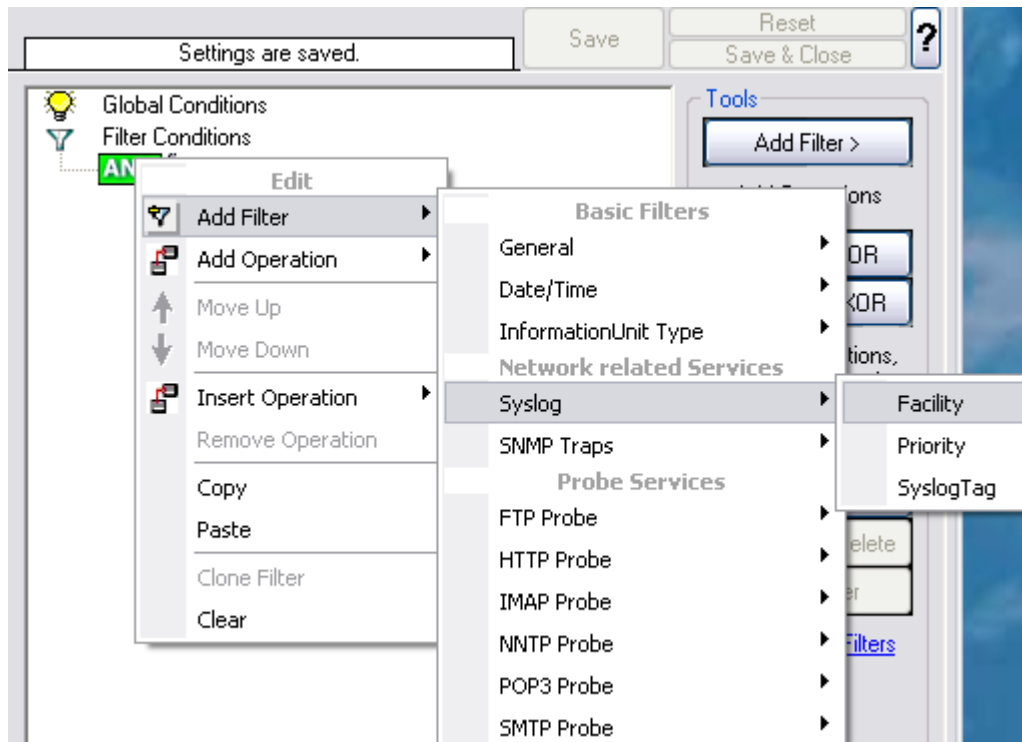 Settings are saved.
Save
Reset
Save & Close
?
Global Conditions
Filter Conditions
Tools
Add Filter >
Edit
Add Filter
Add Operation
Move Up
Move Down
Insert Operation
Remove Operation
Copy
Paste
Clone Filter
Clear
Basic Filters
General
Date/Time
InformationUnit Type
Network related Services
Syslog
SNMP Traps
Probe Services
FTP Probe
HTTP Probe
IMAP Probe
NNTP Probe
POP3 Probe
SMTP Probe
Facility
Priority
SyslogTag
OR
Filters